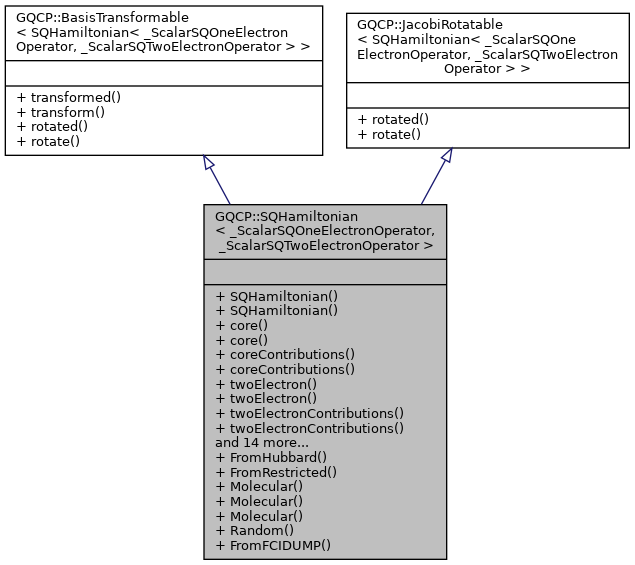 GQCP::BasisTransformable
< SQHamiltonian< _ScalarSQOneElectron
Operator, _ScalarSQTwoElectronOperator > >
+ transformed()
+ transform()
+ rotated()
+ rotate()
GQCP::JacobiRotatable
< SQHamiltonian< _ScalarSQOne
ElectronOperator, _ScalarSQTwoElectron
Operator > >
+ rotated()
+ rotate()
GQCP::SQHamiltonian
< _ScalarSQOneElectronOperator,
_ScalarSQTwoElectronOperator >
+ SQHamiltonian()
+ SQHamiltonian()
+ core()
+ core()
+ coreContributions()
+ coreContributions()
+ twoElectron()
+ twoElectron()
+ twoElectronContributions()
+ twoElectronContributions()
and 14 more...
+ FromHubbard()
+ FromRestricted()
+ Molecular()
+ Molecular()
+ Molecular()
+ Random()
+ FromFCIDUMP()